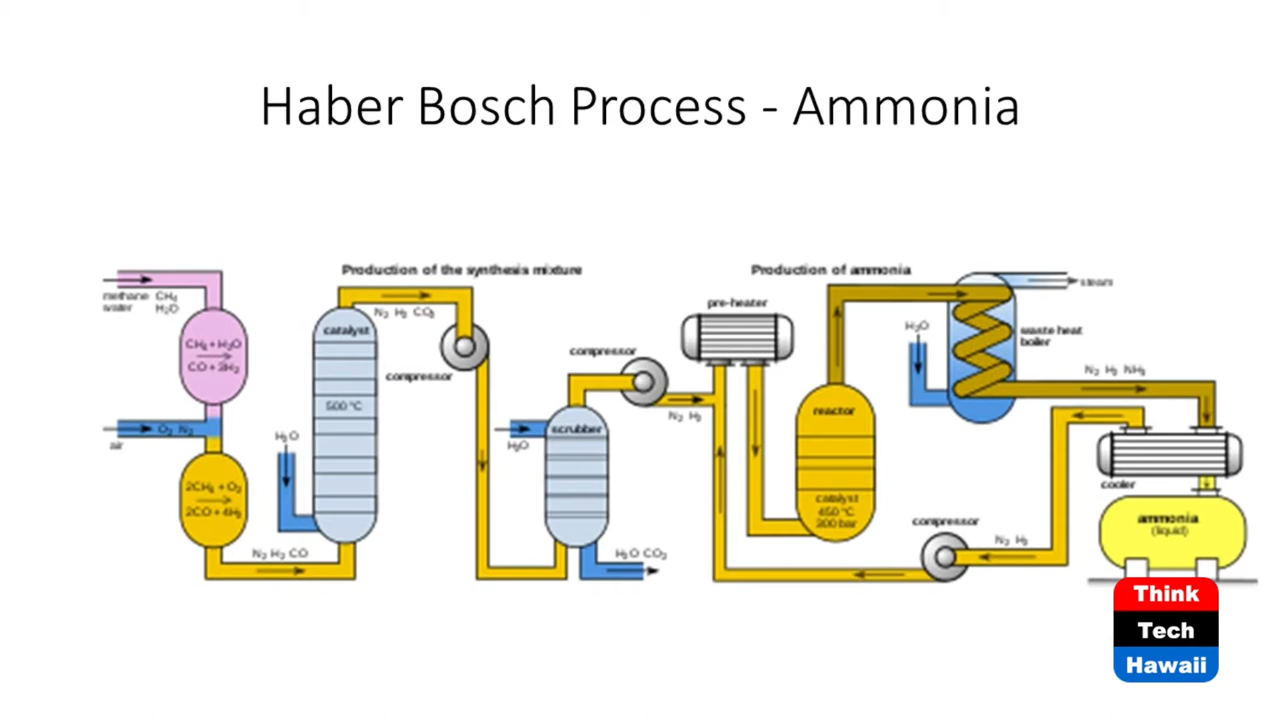 Haber Bosch Process - Ammonia
Production of the synthesis mixture
Production of ammonia
methane CH₄
water H₂O
CH₄ + H₂O
CO + 3H₂
air
O₂ N₂
2CH₄ + O₂
2CO + 4H₂
N₂ H₂ CO
H₂O
catalyst
500 °C
N₂ H₂ CO₂
compressor
H₂O
scrubber
H₂O CO₂
compressor
N₂ H₂
pre-heater
reactor
catalyst
450 °C
300 bar
H₂O
steam
waste heat
boiler
N₂ H₂ NH₃
cooler
ammonia
(liquid)
N₂ H₂
compressor
Think
Tech
Hawaii